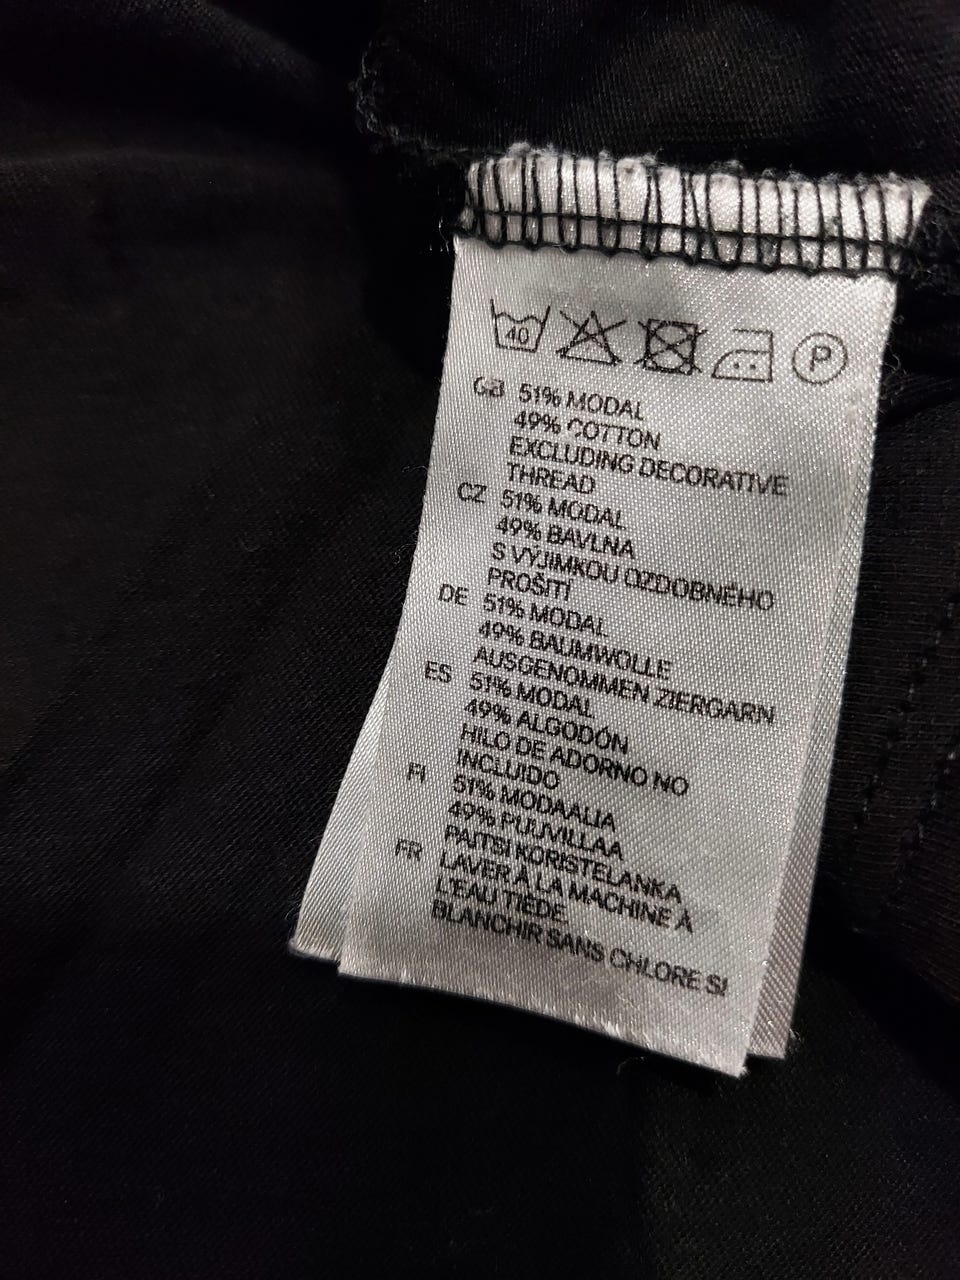 40 P
GB 51% MODAL
49% COTTON
EXCLUDING DECORATIVE
THREAD
CZ 51% MODAL
49% BAVLNA
S VÝJIMKOU OZDOBNÉHO
PROŠITÍ
DE 51% MODAL
49% BAUMWOLLE
AUSGENOMMEN ZIERGARN
ES 51% MODAL
49% ALGODÓN
HILO DE ADORNO NO
INCLUIDO
FI 51% MODAALIA
49% PUUVILLAA
PAITSI KORISTELANKA
FR LAVER À LA MACHINE À
L'EAU TIÈDE.
BLANCHIR SANS CHLORE SI